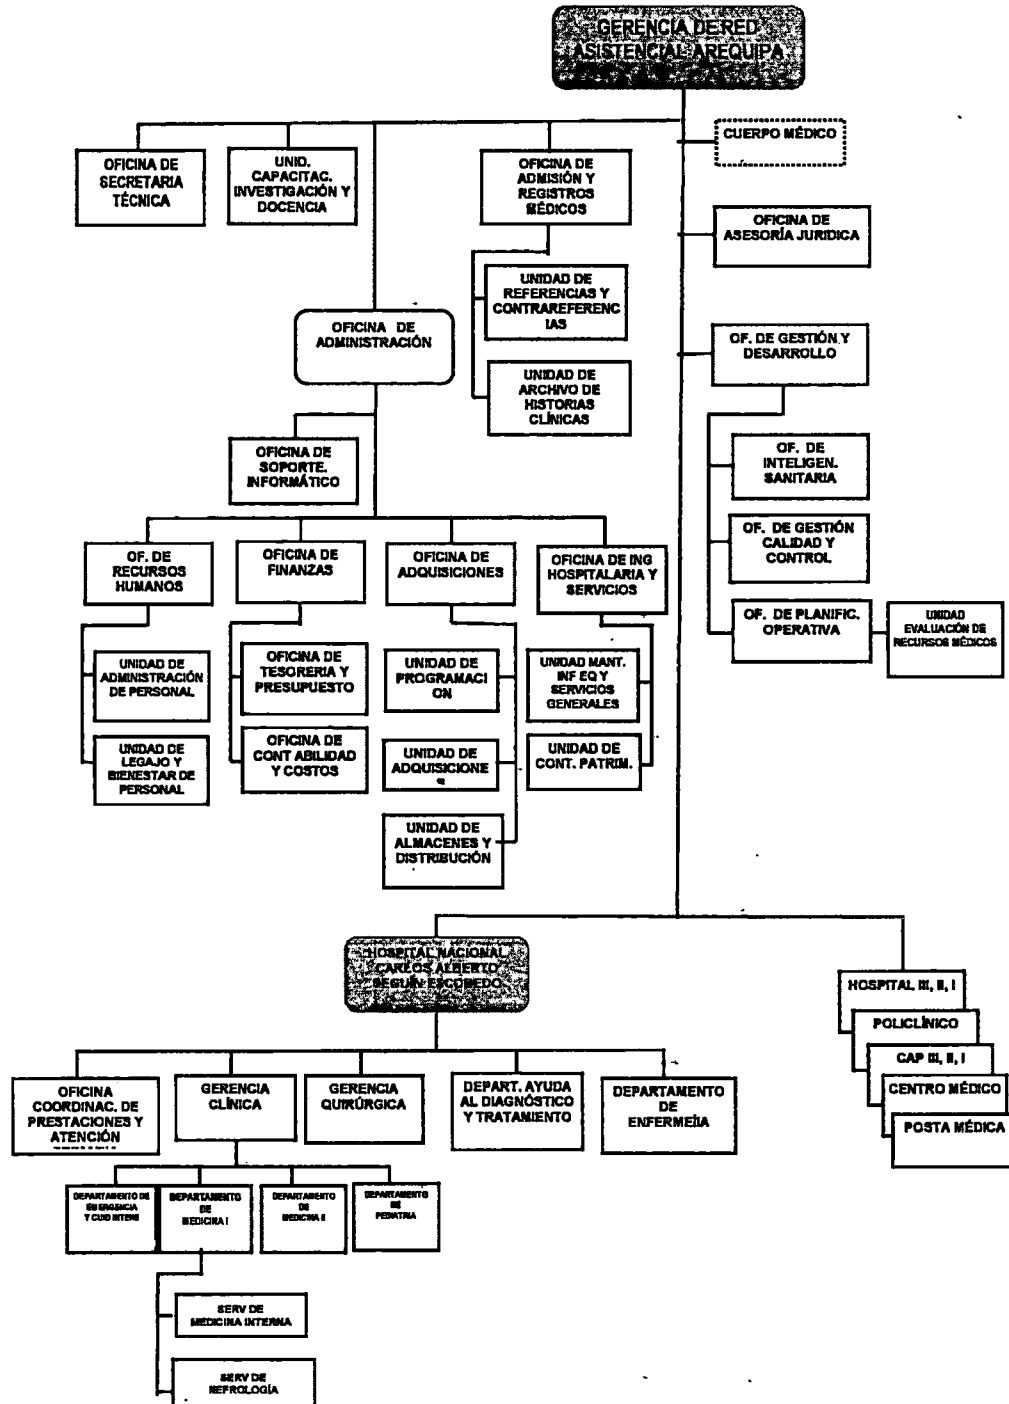 GERENCIA DE RED
ASISTENCIAL AREQUIPA
CUERPO MÉDICO
OFICINA DE
SECRETARIA
TÉCNICA
UNID.
CAPACITAC.
INVESTIGACIÓN Y
DOCENCIA
OFICINA DE
ADMISIÓN Y
REGISTROS
MÉDICOS
OFICINA DE
ASESORÍA JURIDICA
UNIDAD DE
REFERENCIAS Y
CONTRAREFERENC
IAS
OFICINA DE
ADMINISTRACIÓN
OF. DE GESTIÓN Y
DESARROLLO
UNIDAD DE
ARCHIVO DE
HISTORIAS
CLÍNICAS
OFICINA DE
SOPORTE.
INFORMÁTICO
OF. DE
INTELIGEN.
SANITARIA
OF. DE GESTIÓN
CALIDAD Y
CONTROL
OF. DE
RECURSOS
HUMANOS
OFICINA DE
FINANZAS
OFICINA DE
ADQUISICIONES
OFICINA DE ING
HOSPITALARIA Y
SERVICIOS
OF. DE PLANIFIC.
OPERATIVA
UNIDAD
EVALUACIÓN DE
RECURSOS MÉDICOS
UNIDAD DE
ADMINISTRACIÓN
DE PERSONAL
OFICINA DE
TESORERIA Y
PRESUPUESTO
UNIDAD DE
PROGRAMACI
ON
UNIDAD MANT.
INF EQ Y
SERVICIOS
GENERALES
UNIDAD DE
LEGAJO Y
BIENESTAR DE
PERSONAL
OFICINA DE
CONT ABILIDAD
Y COSTOS
UNIDAD DE
ADQUISICIONE
UNIDAD DE
CONT. PATRIM.
UNIDAD DE
ALMACENES Y
DISTRIBUCIÓN
HOSPITAL NACIONAL
CARLOS ALBERTO
SEGUÍN ESCOBEDO
HOSPITAL III, II, I
POLICLÍNICO
CAP III, II, I
CENTRO MÉDICO
POSTA MÉDICA
OFICINA
COORDINAC. DE
PRESTACIONES Y
ATENCIÓN
GERENCIA
CLÍNICA
GERENCIA
QUIRÚRGICA
DEPART. AYUDA
AL DIAGNÓSTICO
Y TRATAMIENTO
DEPARTAMENTO
DE
ENFERMEÍIA
DEPARTAMENTO DE
EMERGENCIA
Y CUID INTENS
DEPARTAMENTO
DE
MEDICINA I
DEPARTAMENTO
DE
MEDICINA II
DEPARTAMENTO
DE
PEDIATRIA
SERV DE
MEDICINA INTERNA
SERV DE
NEFROLOGÍA